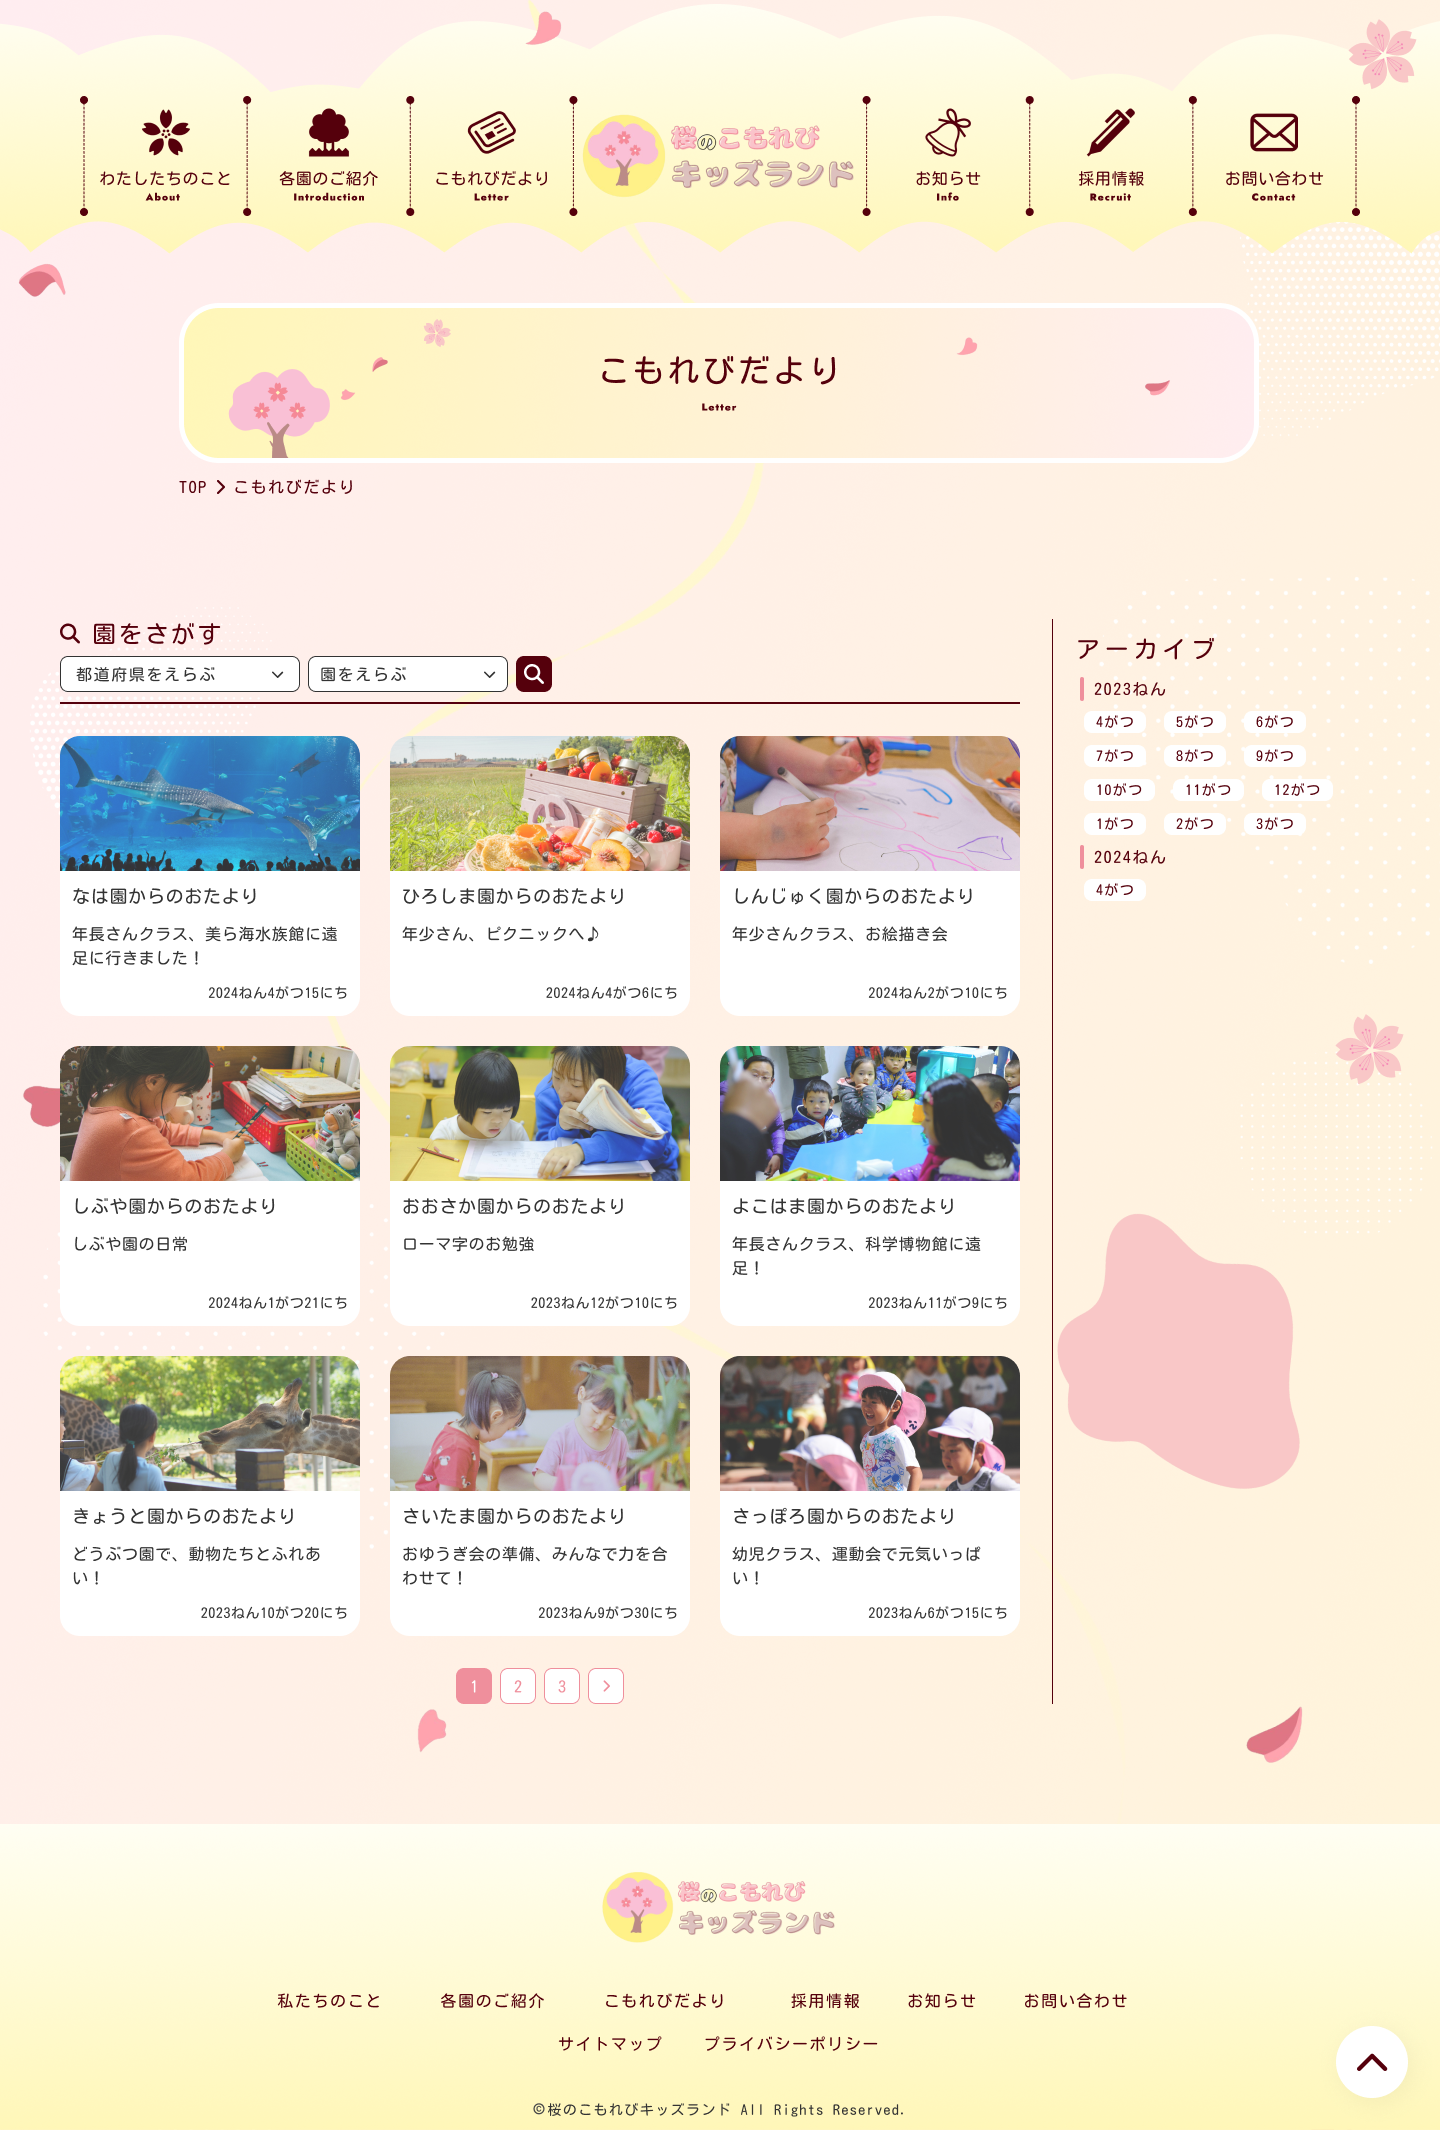 わたしたちのこと
About
各園のご紹介
Introduction
こもれびだより
Letter
桜のこもれび
キッズランド
お知らせ
Info
採用情報
Recruit
お問い合わせ
Contact
こもれびだより
Letter
TOP こもれびだより
園をさがす
都道府県をえらぶ 園をえらぶ
なは園からのおたより
年長さんクラス、美ら海水族館に遠
足に行きました！
2024ねん4がつ15にち
ひろしま園からのおたより
年少さん、ピクニックへ♪
2024ねん4がつ6にち
しんじゅく園からのおたより
年少さんクラス、お絵描き会
2024ねん2がつ10にち
しぶや園からのおたより
しぶや園の日常
2024ねん1がつ21にち
おおさか園からのおたより
ローマ字のお勉強
2023ねん12がつ10にち
よこはま園からのおたより
年長さんクラス、科学博物館に遠
足！
2023ねん11がつ9にち
きょうと園からのおたより
どうぶつ園で、動物たちとふれあ
い！
2023ねん10がつ20にち
さいたま園からのおたより
おゆうぎ会の準備、みんなで力を合
わせて！
2023ねん9がつ30にち
さっぽろ園からのおたより
幼児クラス、運動会で元気いっぱ
い！
2023ねん6がつ15にち
1 2 3
アーカイブ
2023ねん
4がつ 5がつ 6がつ
7がつ 8がつ 9がつ
10がつ 11がつ 12がつ
1がつ 2がつ 3がつ
2024ねん
4がつ
桜のこもれび
キッズランド
私たちのこと 各園のご紹介 こもれびだより 採用情報 お知らせ お問い合わせ
サイトマップ プライバシーポリシー
©桜のこもれびキッズランド All Rights Reserved.